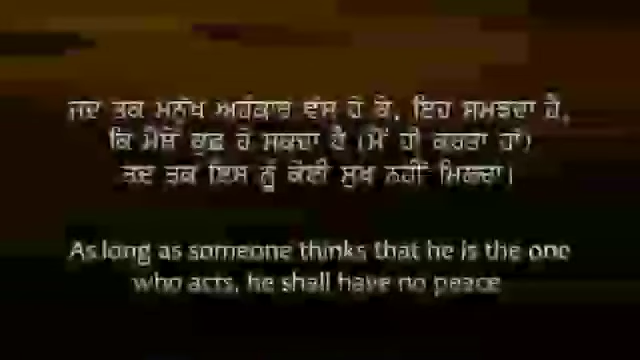 ਜਦ ਤਕ ਮਨੁੱਖ ਅਹੰਕਾਰ ਵੱਸ ਹੋ ਕੇ, ਇਹ ਸਮਝਦਾ ਹੈ,
ਕਿ ਮੈਥੋਂ ਕੁਛ ਹੋ ਸਕਦਾ ਹੈ (ਮੈਂ ਹੀ ਕਰਤਾ ਹਾਂ)
ਤਦ ਤਕ ਇਸ ਨੂੰ ਕੋਈ ਸੁਖ ਨਹੀਂ ਮਿਲਦਾ।
As long as someone thinks that he is the one
who acts, he shall have no peace